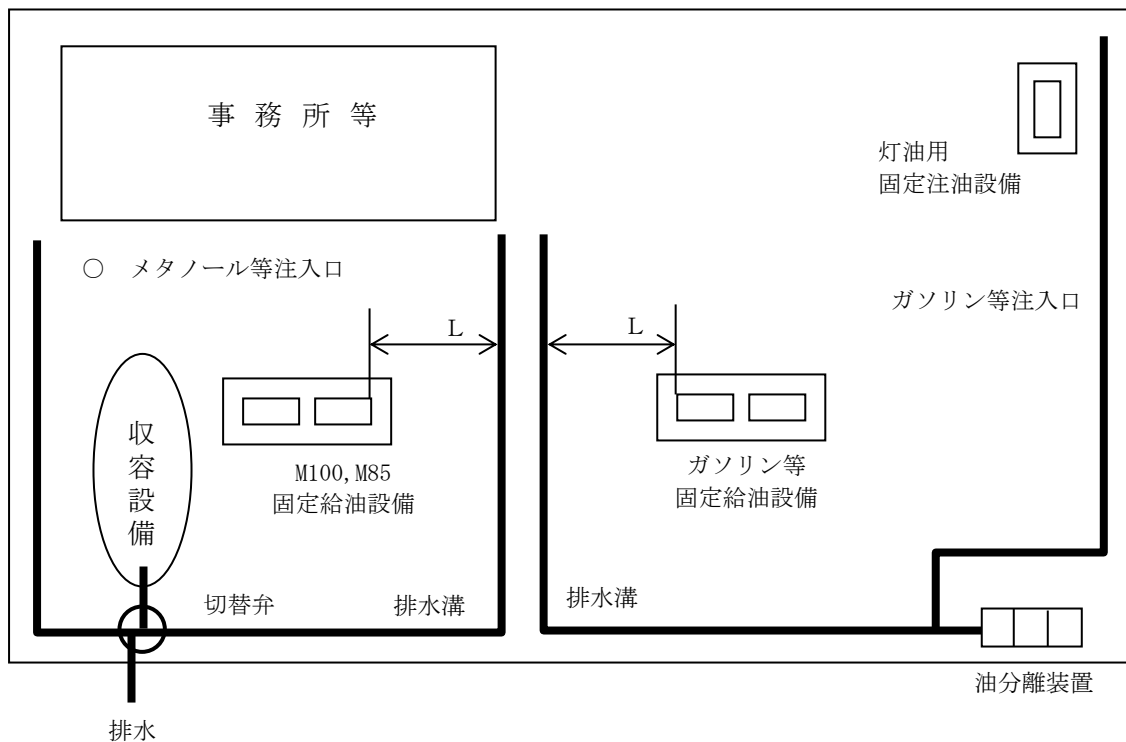 事務所等
灯油用
固定注油設備
○ メタノール等注入口
ガソリン等注入口
L
L
収容設備
M100,M85
固定給油設備
ガソリン等
固定給油設備
切替弁
排水溝
排水溝
油分離装置
排水